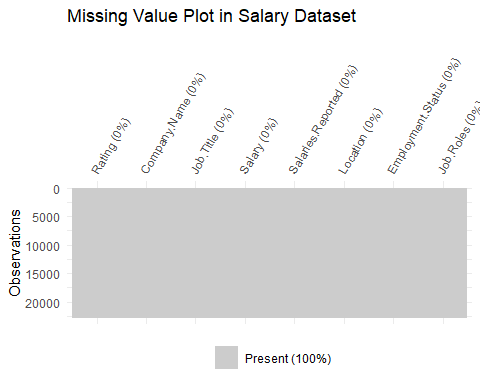 Missing Value Plot in Salary Dataset
Rating (0%)
Company.Name (0%)
Job.Title (0%)
Salary (0%)
Salaries.Reported (0%)
Location (0%)
Employment.Status (0%)
Job.Roles (0%)
Observations
0
5000
10000
15000
20000
Present (100%)